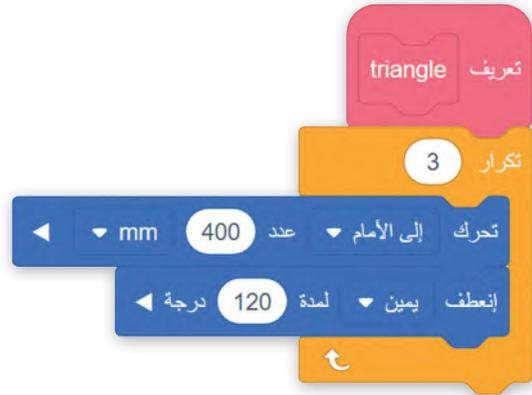 تعريف triangle
تكرار 3
تحرك إلى الأمام عدد 400 mm
إنعطف يمين لمدة 120 درجة